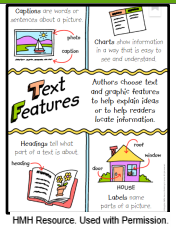 Captions are words or
sentences about a picture.
photo
caption
Charts show information
in a way that is easy to
see and understand.
Text
Features
Authors choose text
and graphic features
to help explain ideas
or to help readers
locate information.
Headings tell what
part of a text is about.
heading
roof
window
door
HOUSE
Labels name
parts of a picture.
HMH Resource. Used with Permission.